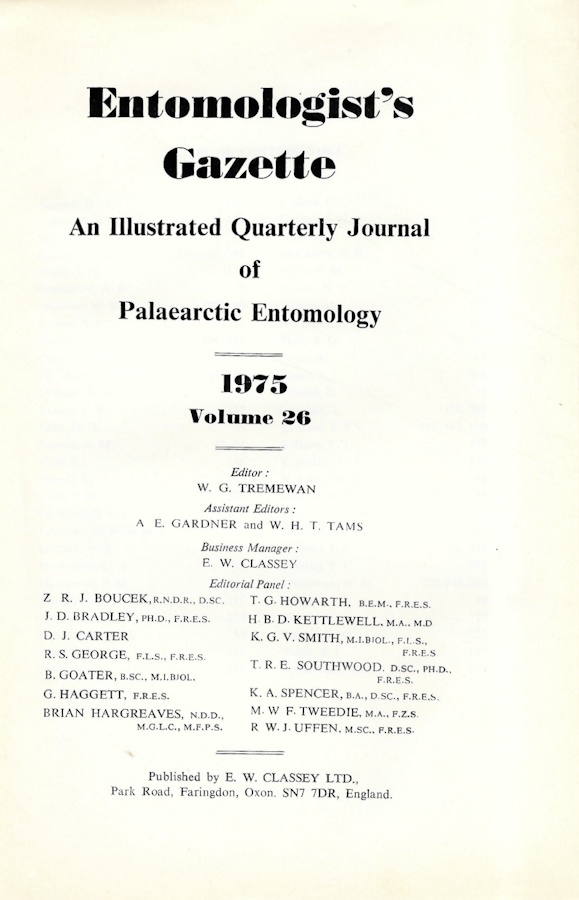 Entomologist's
Gazette
An Illustrated Quarterly Journal
of
Palaearctic Entomology
1975
Volume 26
Editor :
W. G. TREMEWAN
Assistant Editors :
A E. GARDNER and W. H. T. TAMS
Business Manager :
E. W. CLASSEY
Editorial Panel :
Z R. J. BOUCEK, R.N.D.R., D.SC.
J. D. BRADLEY, PH.D., F.R.E.S.
D. J. CARTER
R. S. GEORGE, F.L.S., F.R.E.S.
B. GOATER, B.SC., M.I.BIOL.
G. HAGGETT, F.R.E.S.
BRIAN HARGREAVES, N.D.D.,
M.G.L.C., M.F.P.S.
T. G. HOWARTH, B.E.M., F.R.E.S.
H. B. D. KETTLEWELL, M.A., M.D
K. G. V. SMITH, M.I.BIOL., F.L.S.,
F.R.E.S
T. R. E. SOUTHWOOD, D.SC., PH.D.,
F.R.E.S.
K. A. SPENCER, B.A., D.SC., F.R.E.S.
M. W F. TWEEDIE, M.A., F.Z.S.
R W. J. UFFEN, M.SC., F.R.E.S.
Published by E. W. CLASSEY LTD.,
Park Road, Faringdon, Oxon. SN7 7DR, England.